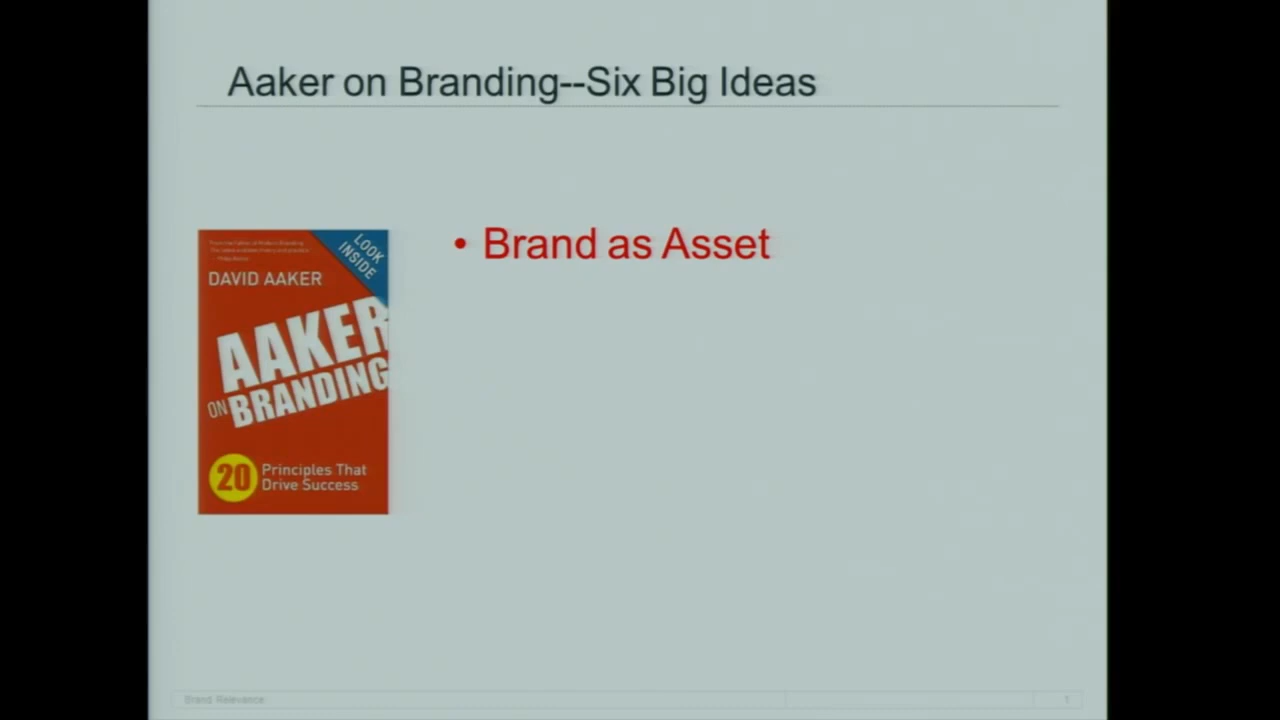 Aaker on Branding--Six Big Ideas
• Brand as Asset
LOOK
INSIDE
DAVID AAKER
AAKER
ON BRANDING
20 Principles That
Drive Success
Brand Relevance